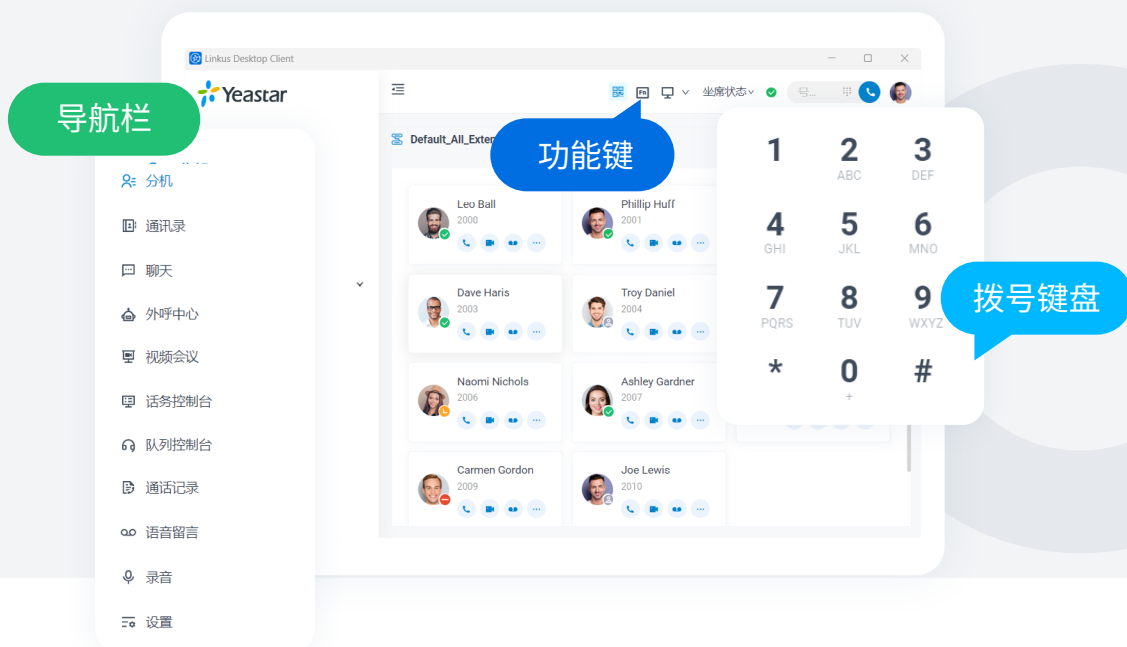 Linkus Desktop Client
导航栏
Yeastar
坐席状态
号...
Default_All_Exten
功能键
分机
通讯录
聊天
外呼中心
视频会议
话务控制台
队列控制台
通话记录
语音留言
录音
设置
Leo Ball
2000
Phillip Huff
2001
Dave Haris
2003
Troy Daniel
2004
Naomi Nichols
2006
Ashley Gardner
2007
Carmen Gordon
2009
Joe Lewis
2010
1 2 3
ABC DEF
4 5 6
GHI JKL MNO
7 8 9
PQRS TUV WXYZ
* 0 #
+
拨号键盘